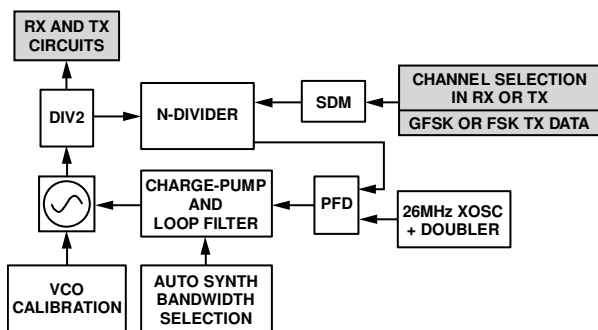 RX AND TX
CIRCUITS
DIV2
N-DIVIDER
SDM
CHANNEL SELECTION
IN RX OR TX
GFSK OR FSK TX DATA
CHARGE-PUMP
AND
LOOP FILTER
PFD
26MHz XOSC
+ DOUBLER
VCO
CALIBRATION
AUTO SYNTH
BANDWIDTH
SELECTION